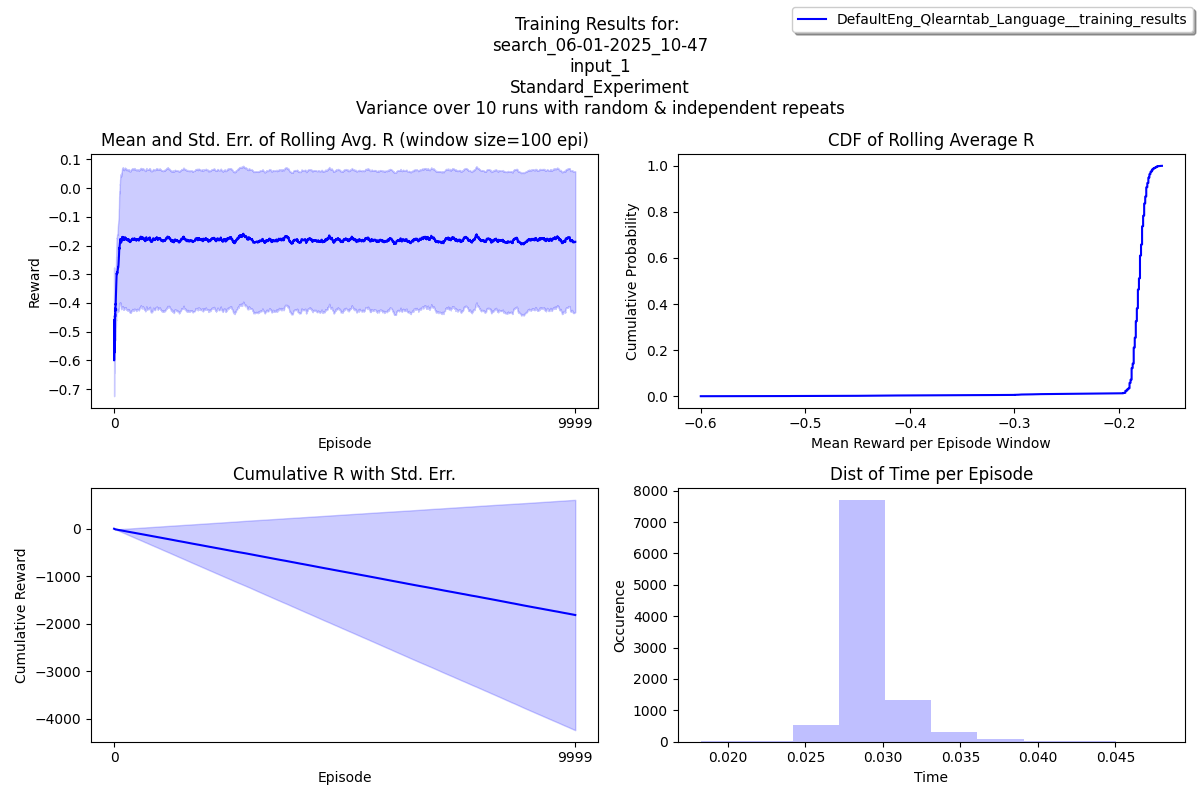 DefaultEng_Qlearntab_Language__training_results
Training Results for:
search_06-01-2025_10-47
input_1
Standard_Experiment
Variance over 10 runs with random & independent repeats
Mean and Std. Err. of Rolling Avg. R (window size=100 epi)
0.1
0.0
−0.1
−0.2
−0.3
−0.4
−0.5
−0.6
−0.7
Reward
0 9999
Episode
CDF of Rolling Average R
1.0
0.8
0.6
0.4
0.2
0.0
Cumulative Probability
−0.6 −0.5 −0.4 −0.3 −0.2
Mean Reward per Episode Window
Cumulative R with Std. Err.
0
−1000
−2000
−3000
−4000
Cumulative Reward
0 9999
Episode
Dist of Time per Episode
8000
7000
6000
5000
4000
3000
2000
1000
0
Occurence
0.020 0.025 0.030 0.035 0.040 0.045
Time